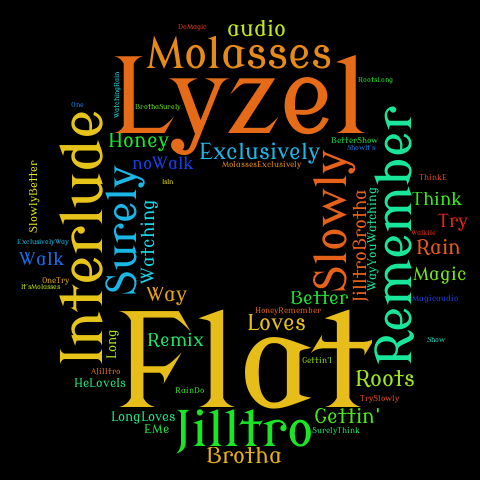 DoMagic
audio
Molasses
Lyzel
WatchingRain
RootsLong
One
BrothaSurely
Honey
BetterShow
ShowIt's
Exclusively
noWalk
MolassesExclusively
Interlude
Surely
IsIn
Slowly
Remember
ThinkE
SlowlyBetter
Watching
JilltroBrotha
WayYouWatching
Think
Try
WalkIle
ExclusivelyWay
Rain
Walk
OneTry
It'sMolasses
Magic
Way
Better
Magicaudio
HoneyRemember
Flat
Loves
Long
Remix
Show
Gettin'I
AJilltro
HeLoveIs
Roots
RainDo
TrySlowly
LongLoves
Jilltro
Gettin'
EMe
SurelyThink
Brotha